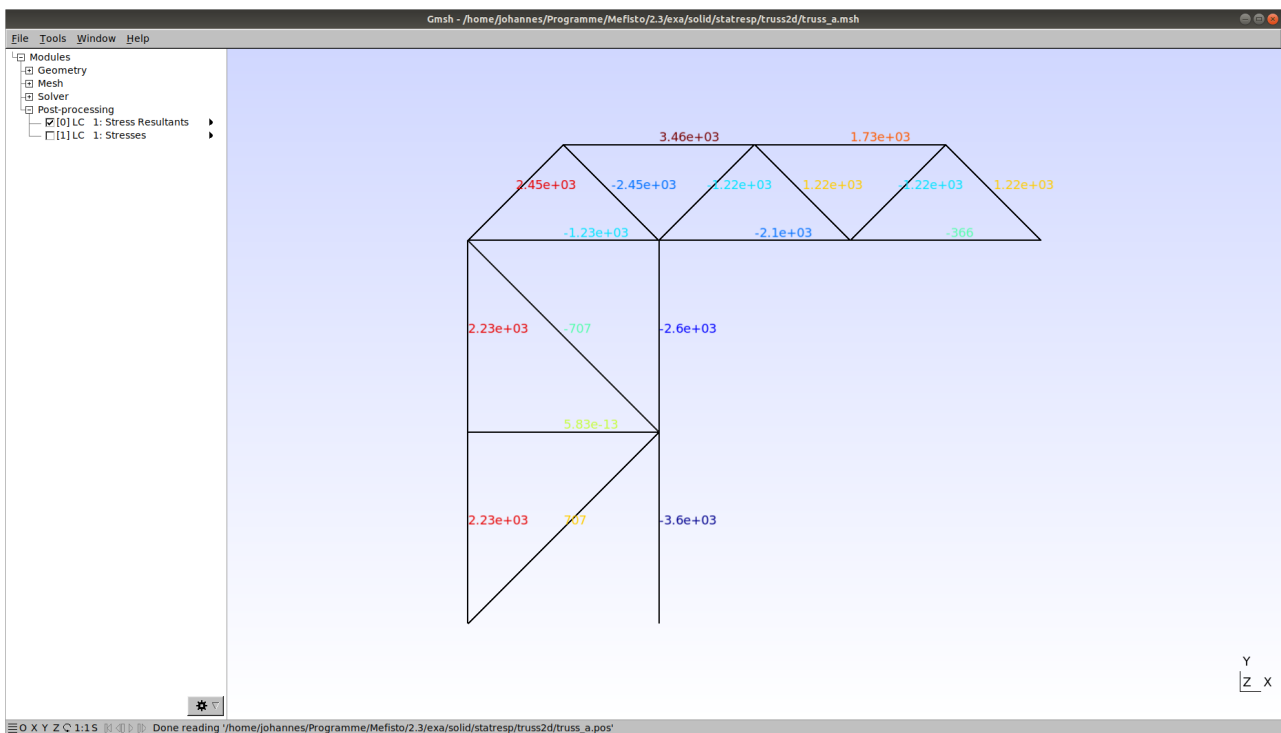 Gmsh - /home/johannes/Programme/Mefisto/2.3/exa/solid/statresp/truss2d/truss_a.msh
File Tools Window Help
Modules
Geometry
Mesh
Solver
Post-processing
[0] LC 1: Stress Resultants
[1] LC 1: Stresses
3.46e+03 1.73e+03
2.45e+03 -2.45e+03 -1.22e+03 1.22e+03 -1.22e+03 1.22e+03
-1.23e+03 -2.1e+03 -366
2.23e+03 -707 -2.6e+03
5.83e-13
2.23e+03 707 -3.6e+03
Y
Z X
O X Y Z 1:1 S Done reading '/home/johannes/Programme/Mefisto/2.3/exa/solid/statresp/truss2d/truss_a.pos'